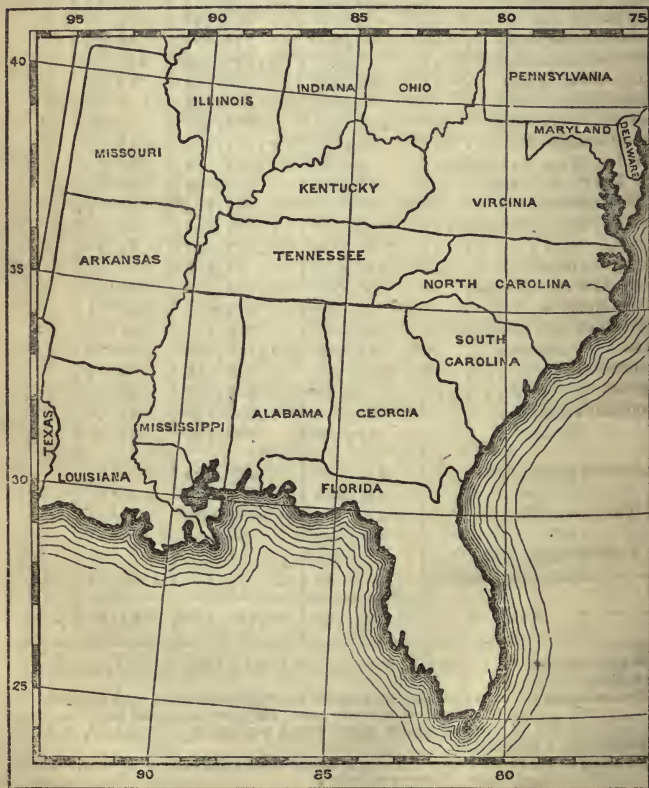 95 90 85 80 75
40
PENNSYLVANIA
INDIANA OHIO
ILLINOIS
MARYLAND DELAWARE
MISSOURI
KENTUCKY
VIRGINIA
TENNESSEE
ARKANSAS
35
NORTH CAROLINA
SOUTH
CAROLINA
ALABAMA GEORGIA
MISSISSIPPI
TEXAS
LOUISIANA
30
FLORIDA
25
90 85 80